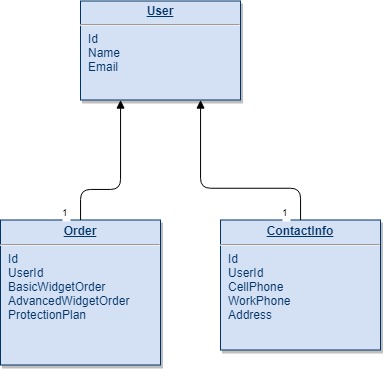 User
Id
Name
Email
1
1
Order
Id
UserId
BasicWidgetOrder
AdvancedWidgetOrder
ProtectionPlan
ContactInfo
Id
UserId
CellPhone
WorkPhone
Address